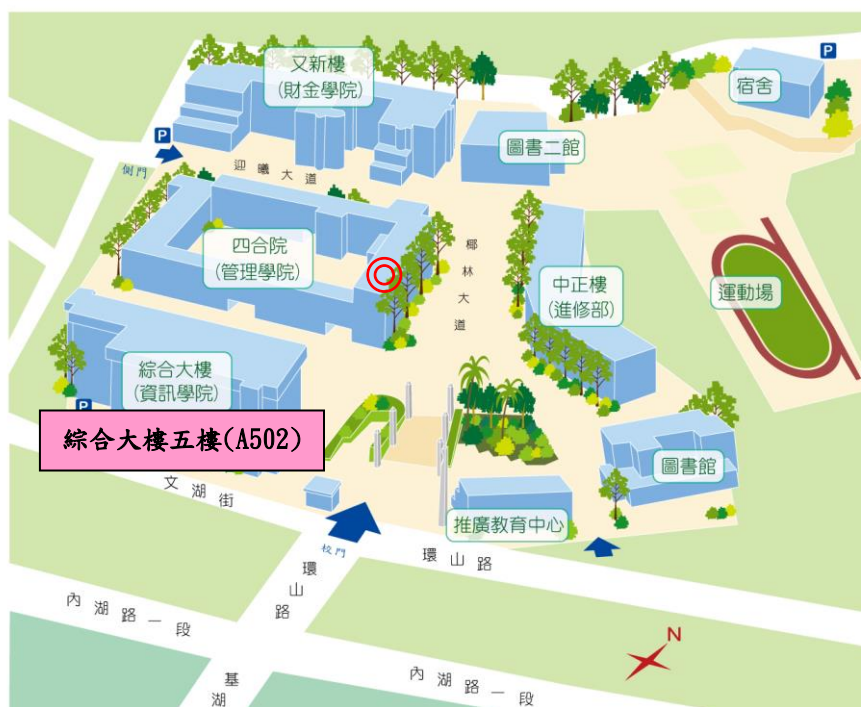 又新樓
(財金學院)
P
宿舍
圖書二館
P
側門
迎曦大道
四合院
(管理學院)
椰林大道
中正樓
(進修部)
運動場
綜合大樓
(資訊學院)
P
綜合大樓五樓(A502)
文湖街
圖書館
推廣教育中心
校門
環山路
環山路
內湖路一段
N
基湖
內湖路一段